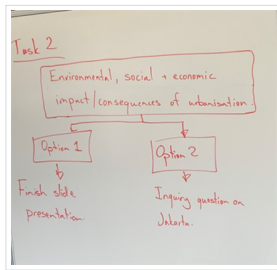 Task 2
Environmental, social + economic
impact/consequences of urbanisation.
Option 1
Option 2
Finish slide
presentation
Inquiry question on
Jakarta.